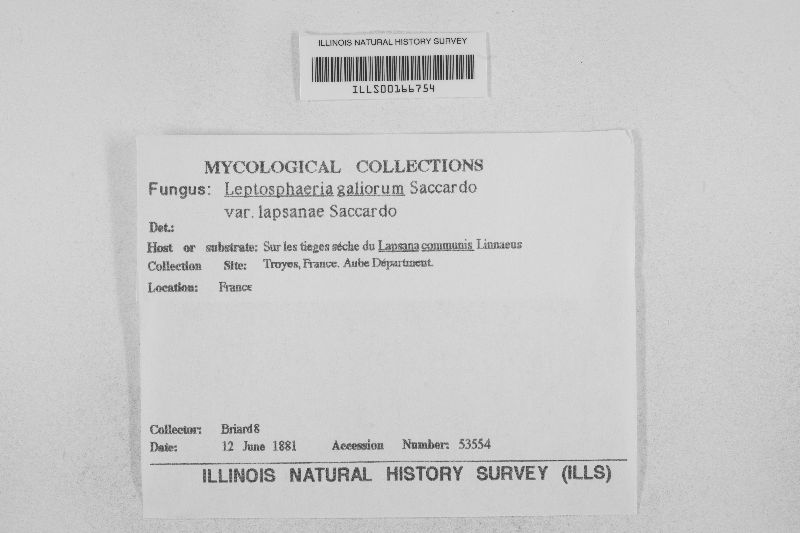 ILLINOIS NATURAL HISTORY SURVEY
ILLS00166754
MYCOLOGICAL COLLECTIONS
Fungus: Leptosphaeria galiorum Saccardo
var. lapsanae Saccardo
Det.:
Host or substrate: Sur les tieges séche du Lapsana communis Linnaeus
Collection Site: Troyes, France. Aube Départment.
Location: France
Collector: Briard8
Date: 12 June 1881 Accession Number: 53554
ILLINOIS NATURAL HISTORY SURVEY (ILLS)